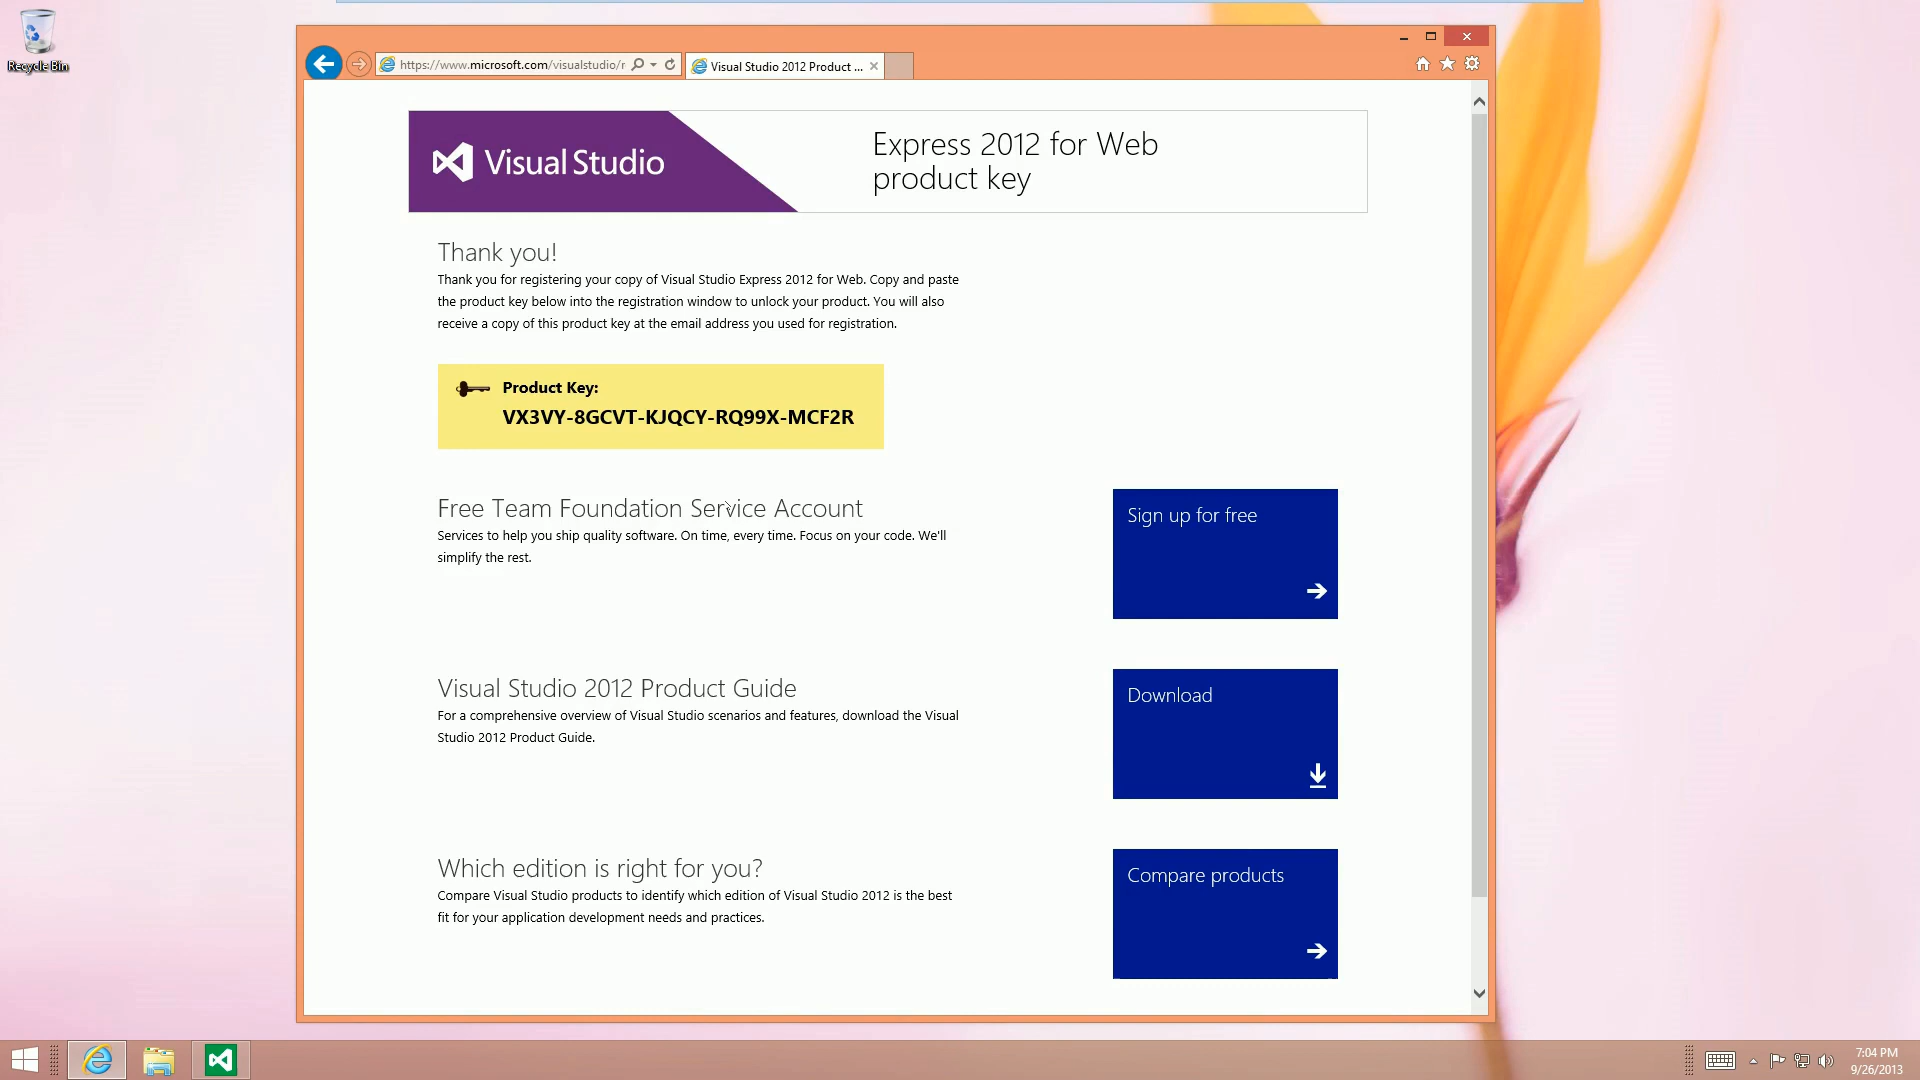 Recycle Bin
https://www.microsoft.com/visualstudio/r
Visual Studio 2012 Product ...
Visual Studio
Express 2012 for Web
product key
Thank you!
Thank you for registering your copy of Visual Studio Express 2012 for Web. Copy and paste
the product key below into the registration window to unlock your product. You will also
receive a copy of this product key at the email address you used for registration.
Product Key:
VX3VY-8GCVT-KJQCY-RQ99X-MCF2R
Free Team Foundation Service Account
Services to help you ship quality software. On time, every time. Focus on your code. We'll
simplify the rest.
Sign up for free
Visual Studio 2012 Product Guide
For a comprehensive overview of Visual Studio scenarios and features, download the Visual
Studio 2012 Product Guide.
Download
Which edition is right for you?
Compare Visual Studio products to identify which edition of Visual Studio 2012 is the best
fit for your application development needs and practices.
Compare products
7:04 PM
9/26/2013